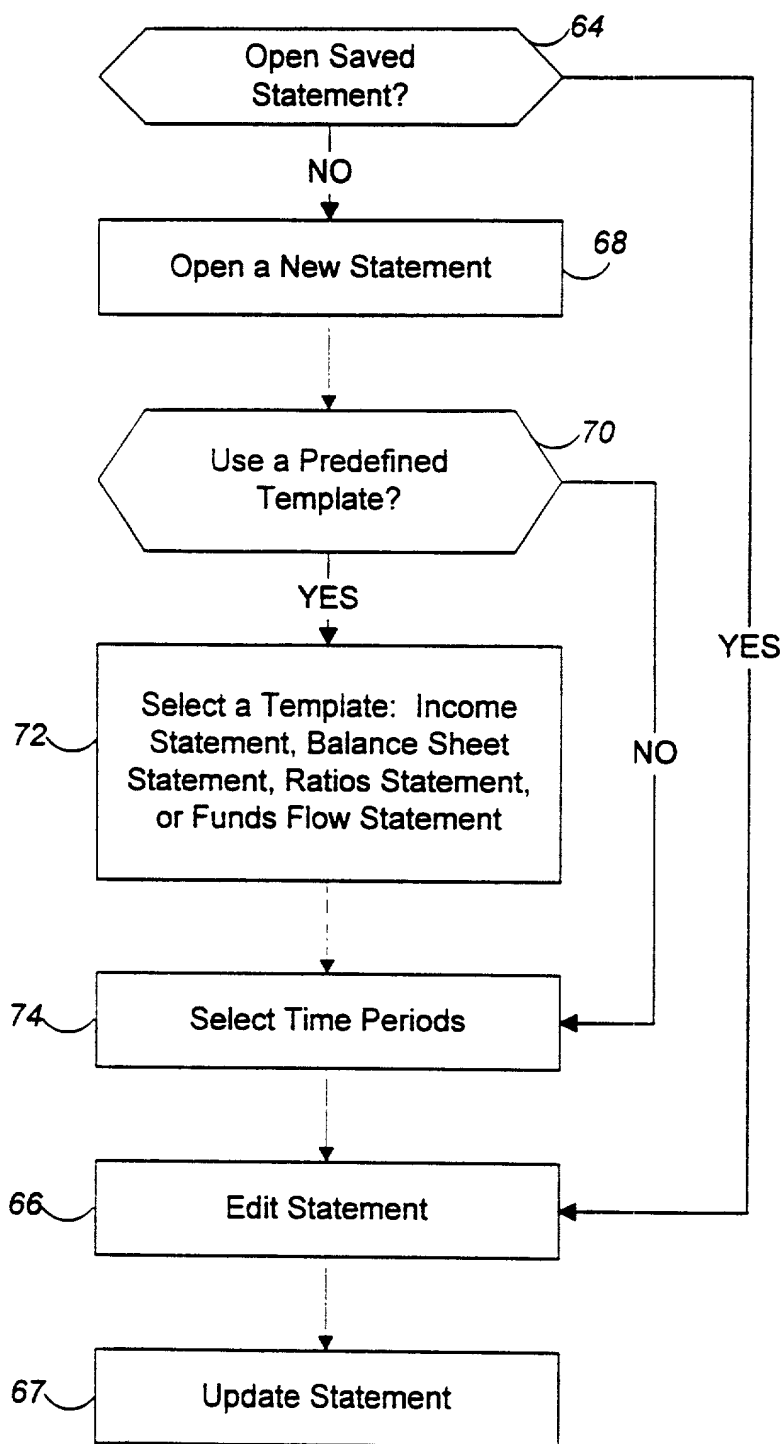 64
Open Saved
Statement?
NO
Open a New Statement
68
70
Use a Predefined
Template?
YES
YES
72
Select a Template: Income
Statement, Balance Sheet
Statement, Ratios Statement,
or Funds Flow Statement
NO
74
Select Time Periods
66
Edit Statement
67
Update Statement